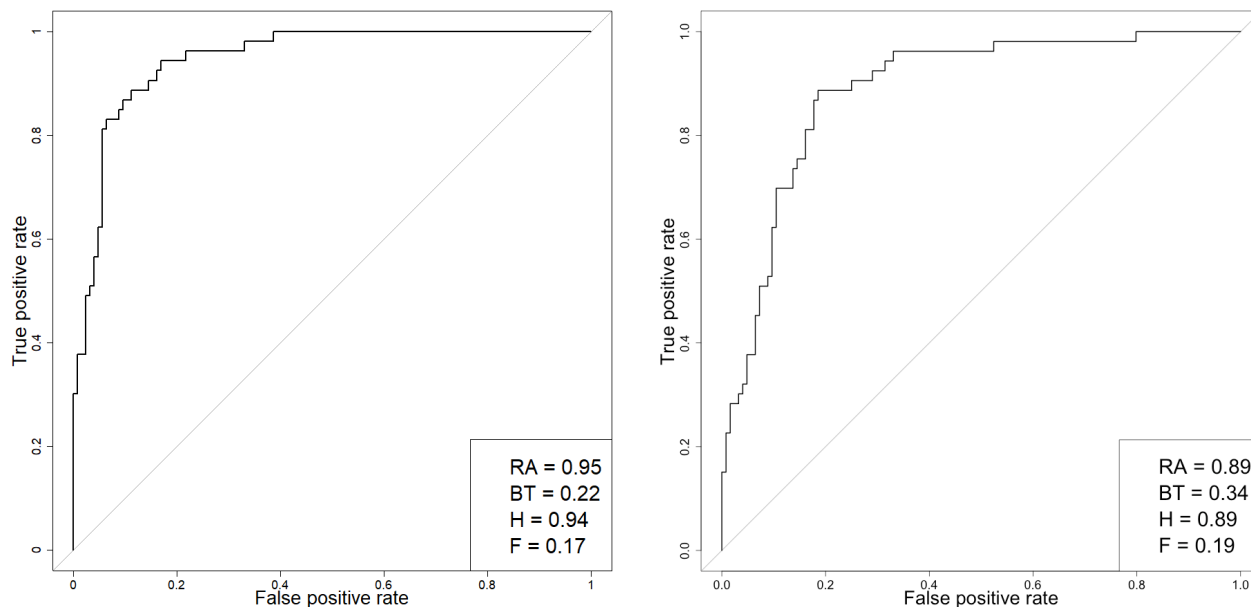 True positive rate
1
0.8
0.6
0.4
0.2
0
RA = 0.95
BT = 0.22
H = 0.94
F = 0.17
0
0.2
0.4
0.6
0.8
1
False positive rate
True positive rate
1.0
0.8
0.6
0.4
0.2
0.0
RA = 0.89
BT = 0.34
H = 0.89
F = 0.19
0.0
0.2
0.4
0.6
0.8
1.0
False positive rate